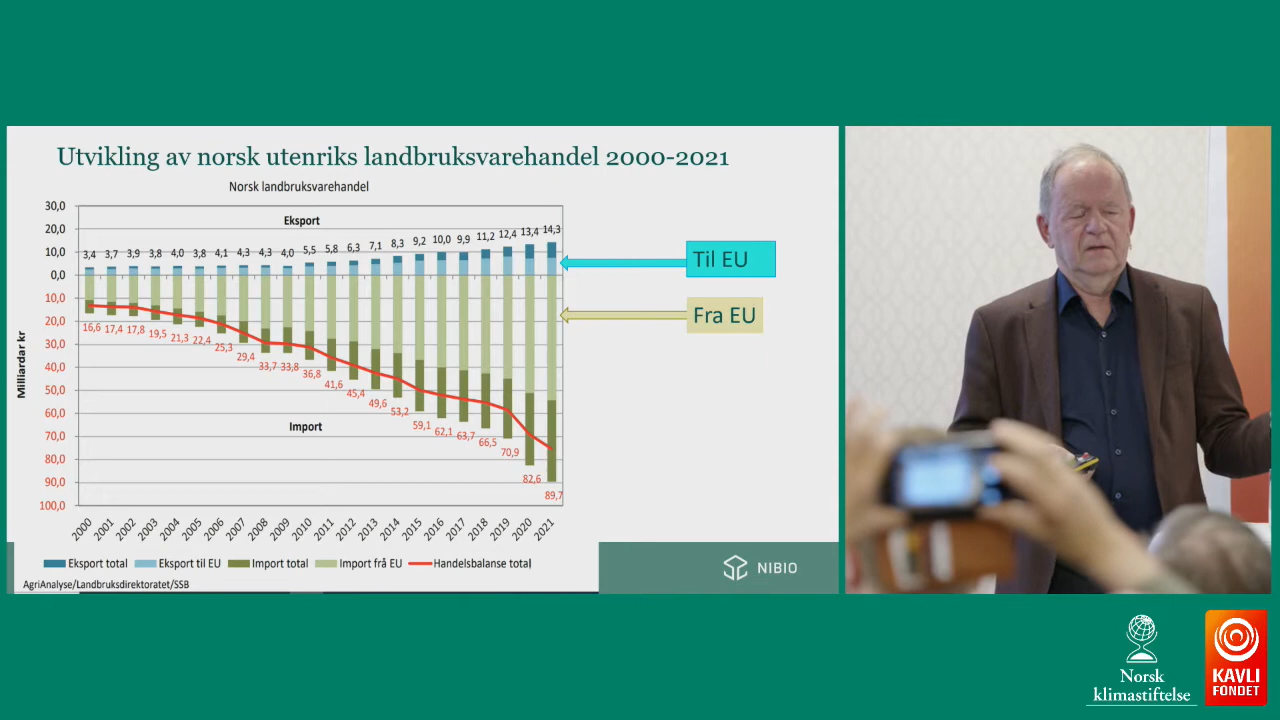 Utvikling av norsk utenriks landbruksvarehandel 2000-2021
Norsk landbruksvarehandel
30,0
20,0
10,0
0,0
10,0
20,0
30,0
40,0
50,0
60,0
70,0
80,0
90,0
100,0
Milliardar kr
Eksport
3,4 3,7 3,9 3,8 4,0 3,8 4,1 4,3 4,3 4,0 5,5 5,8 6,3 7,1 8,3 9,2 10,0 9,9 11,2 12,4 13,4 14,3
16,6 17,4 17,8 19,5 21,3 22,4 25,3 29,4 33,7 33,8 36,8 41,6 45,4 49,6 53,2 59,1 62,1 63,7 66,5 70,9 82,6 89,7
Import
2000 2001 2002 2003 2004 2005 2006 2007 2008 2009 2010 2011 2012 2013 2014 2015 2016 2017 2018 2019 2020 2021
Eksport total Eksport til EU Import total Import frå EU Handelsbalanse total
AgriAnalyse/Landbruksdirektoratet/SSB
Til EU
Fra EU
NIBIO
Norsk
klimastiftelse
KAVLI
FONDET